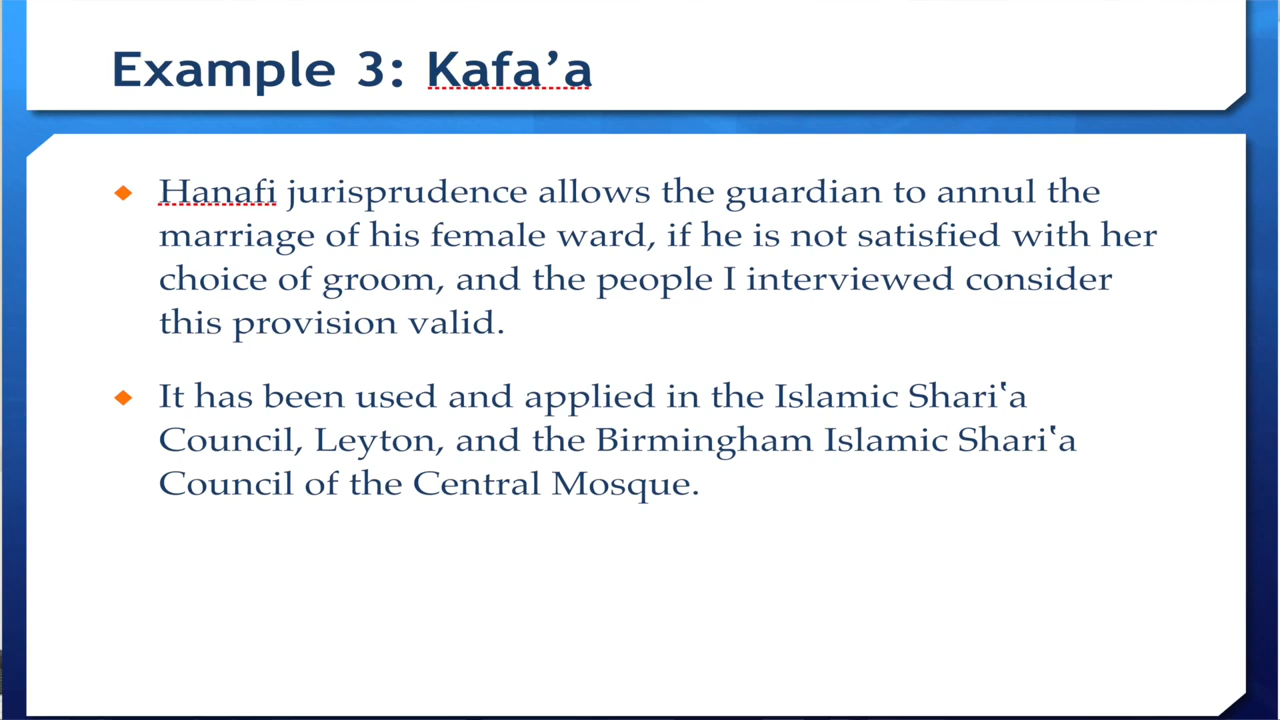 Example 3: Kafa’a
Hanafi jurisprudence allows the guardian to annul the
marriage of his female ward, if he is not satisfied with her
choice of groom, and the people I interviewed consider
this provision valid.
It has been used and applied in the Islamic Shari‛a
Council, Leyton, and the Birmingham Islamic Shari‛a
Council of the Central Mosque.